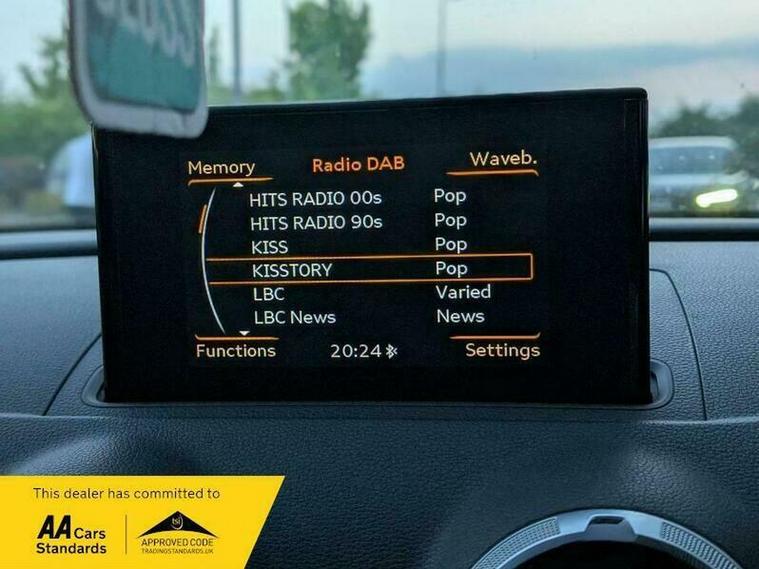 Memory Radio DAB Waveb.
HITS RADIO 00s Pop
HITS RADIO 90s Pop
KISS Pop
KISSTORY Pop
LBC Varied
LBC News News
Functions 20:24 Settings
This dealer has committed to
AA Cars
Standards
tsi
APPROVED CODE
TRADINGSTANDARDS.UK